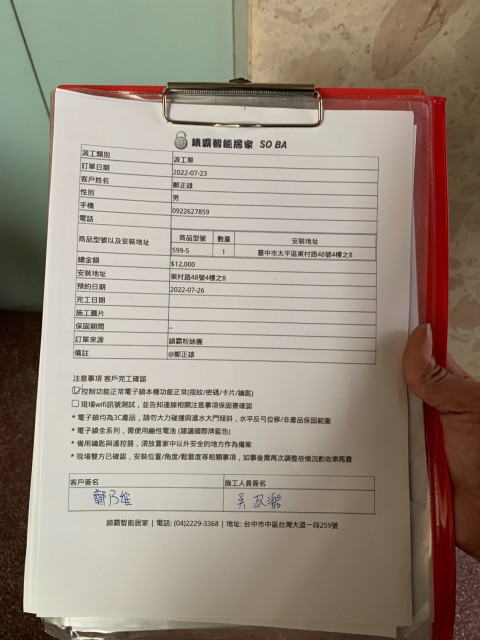 鎖霸智能居家 SO BA
派工類別 派工單
訂單日期 2022-07-23
客戶姓名 鄭正雄
性別 男
手機 0922627859
電話
商品型號以及安裝地址 商品型號 數量 安裝地址
599-5 1 臺中市太平區東村路48號4樓之8
總金額 $12,000
安裝地址 東村路48號4樓之8
預約日期 2022-07-26
完工日期
施工圖片
保固期間 –
訂單來源 鎖霸粉絲團
備註 @鄭正雄
注意事項 客戶完工確認
☑控制功能正常電子鎖本機功能正常(指紋/密碼/卡片/鑰匙)
☐現場wifi訊號測試，並告知連線相關注意事項保固書確認
* 電子鎖均為3C產品，請勿大力碰撞與遭水大門傾斜，水平反弓位移/非產品保固範圍
* 電子鎖全系列，需使用鹼性電池 (建議國際牌藍色)
* 備用鑰匙與遙控器，須放置家中以外安全的地方作為備案
* 現場雙方已確認，安裝位置/角度/鬆緊度等相關事項，如事後需再次調整依情況酌收車馬費
客戶簽名 施工人員簽名
鎖霸智能居家 | 電話: (04)2229-3368 | 地址: 台中市中區台灣大道一段259號